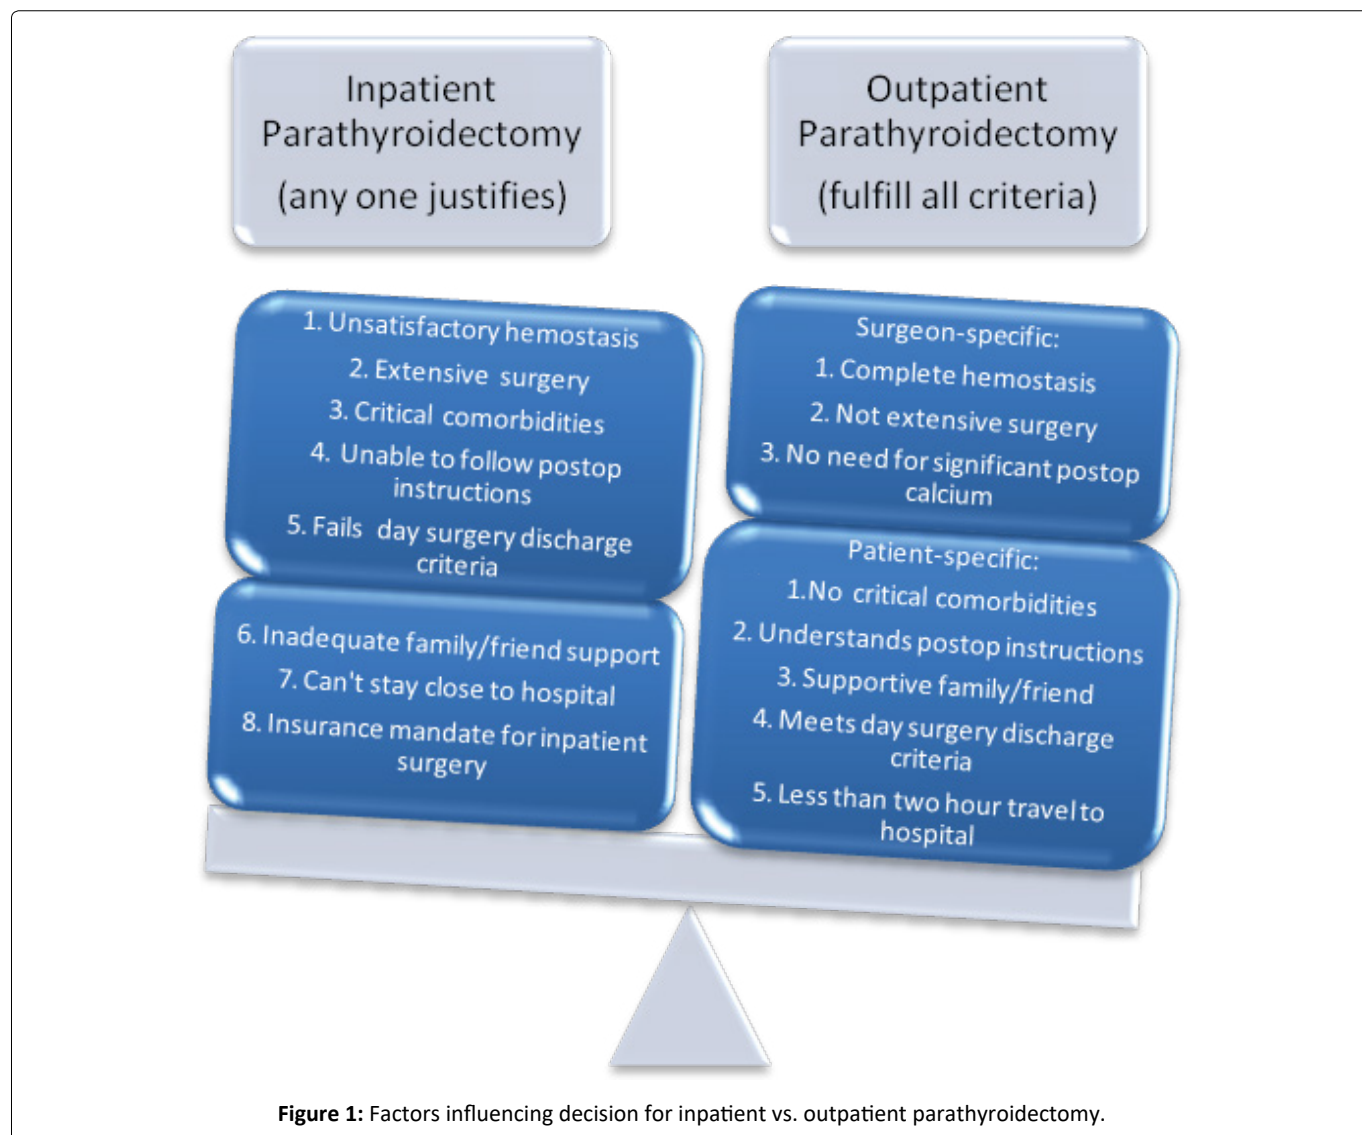 Inpatient
Parathyroidectomy
(any one justifies)
1. Unsatisfactory hemostasis
2. Extensive surgery
3. Critical comorbidities
4. Unable to follow postop
instructions
5. Fails day surgery discharge
criteria
6. Inadequate family/friend support
7. Can't stay close to hospital
8. Insurance mandate for inpatient
surgery
Outpatient
Parathyroidectomy
(fulfill all criteria)
Surgeon-specific:
1. Complete hemostasis
2. Not extensive surgery
3. No need for significant postop
calcium
Patient-specific:
1.No critical comorbidities
2. Understands postop instructions
3. Supportive family/friend
4. Meets day surgery discharge
criteria
5. Less than two hour travel to
hospital
Figure 1: Factors influencing decision for inpatient vs. outpatient parathyroidectomy.